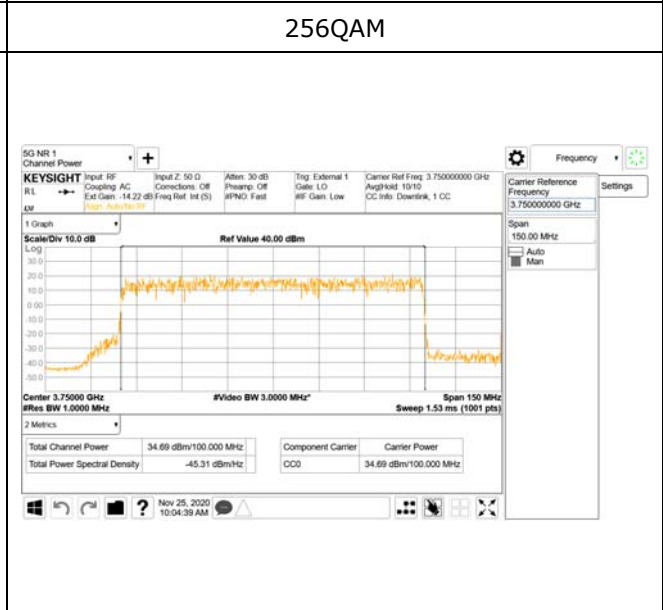 256QAM
5G NR 1
Channel Power
+
Frequency
KEYSIGHT
RL
Input: RF
Coupling: AC
Ext Gain: -14.22 dB
Align: Auto/No RF
Input Z: 50 Ω
Corrections: Off
Freq Ref: Int (S)
Atten: 30 dB
Preamp: Off
#PNO: Fast
Trig: External 1
Gate: LO
#IF Gain: Low
Carrier Ref Freq: 3.750000000 GHz
Avg|Hold: 10/10
CC Info: Downlink, 1 CC
Carrier Reference
Frequency
3.750000000 GHz
Settings
Span
150.00 MHz
Auto
Man
1 Graph
Scale/Div 10.0 dB
Ref Value 40.00 dBm
Log
30.0
20.0
10.0
0.00
-10.0
-20.0
-30.0
-40.0
-50.0
Center 3.75000 GHz
#Video BW 3.0000 MHz*
Span 150 MHz
#Res BW 1.0000 MHz
Sweep 1.53 ms (1001 pts)
2 Metrics
Total Channel Power 34.69 dBm/100.000 MHz
Total Power Spectral Density -45.31 dBm/Hz
Component Carrier Carrier Power
CC0 34.69 dBm/100.000 MHz
? Nov 25, 2020
10:04:39 AM